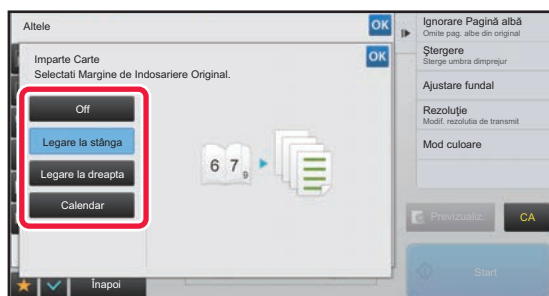 Altele
OK
Imparte Carte
OK
Selectati Margine de Indosariere Original.
Off
Legare la stânga
Legare la dreapta
Calendar
6 7 9
Înapoi
Ignorare Pagină albă
Omite pag. albe din original
Ştergere
Sterge umbra dimprejur
Ajustare fundal
Rezoluţie
Modif. rezolutia de transmit
Mod culoare
Previzualiz.
CA
Start